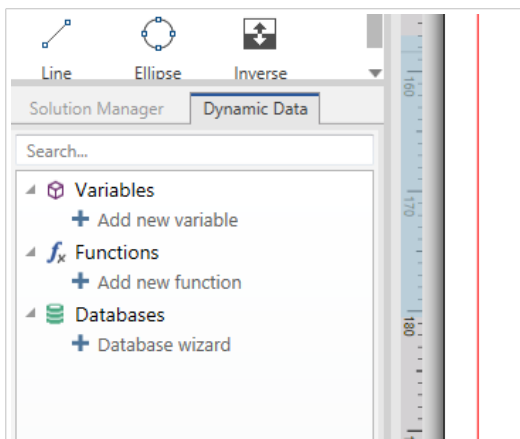 Line Ellipse Inverse
Solution Manager Dynamic Data
Search...
Variables
Add new variable
fx Functions
Add new function
Databases
Database wizard
160
170
180